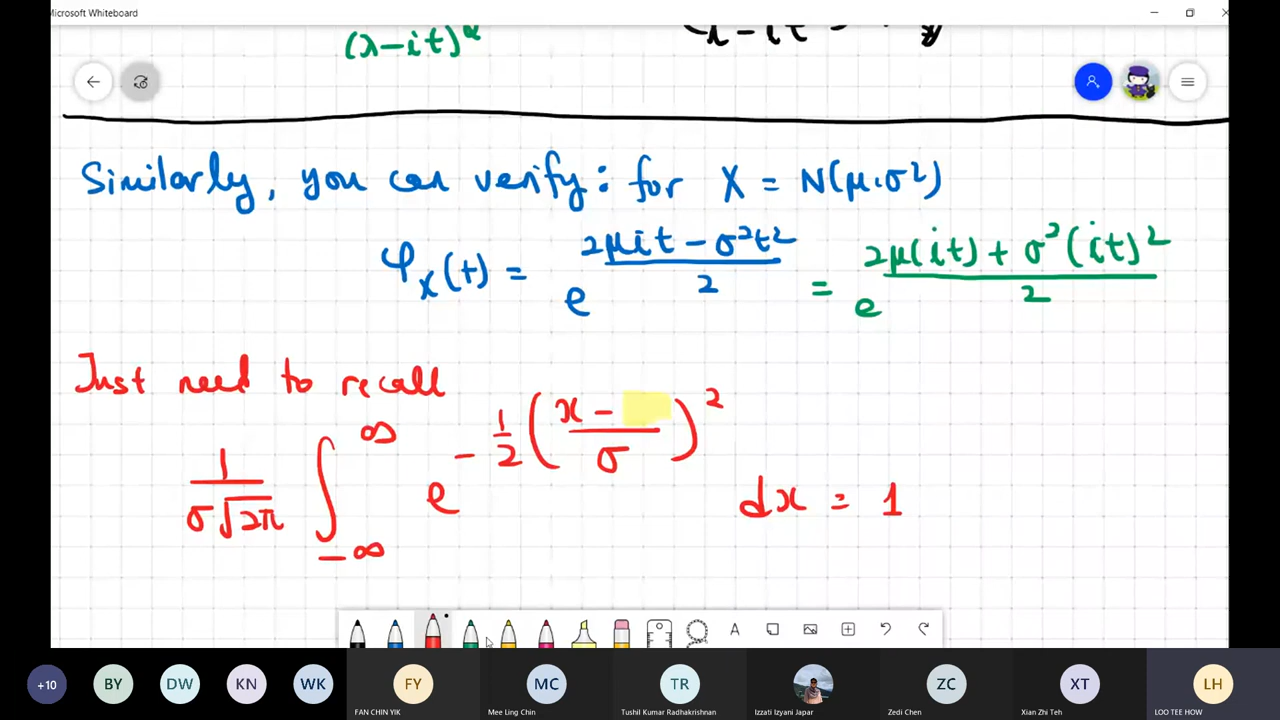 Microsoft Whiteboard
(λ-it)^α
Similarly, you can verify: for X = N(μ.σ²)
φ_X(t) = e^{(2μit - σ²t²)/2} = e^{(2μ(it) + σ²(it)²)/2}
Just need to recall
1/(σ√2π) ∫_{-∞}^{∞} e^{-1/2((x- )/σ)²} dx = 1
A
+10 BY DW KN WK FY MC TR ZC XT LH
FAN CHIN YIK Mee Ling Chin Tushil Kumar Radhakrishnan Izzati Izyani Japar Zedi Chen Xian Zhi Teh LOO TEE HOW